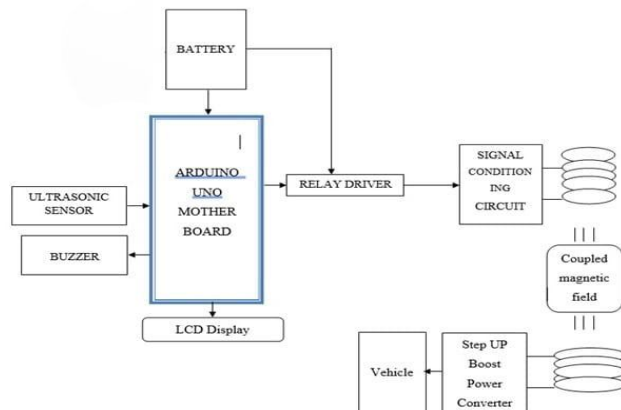 BATTERY
ARDUINO
UNO
MOTHER
BOARD
ULTRASONIC
SENSOR
BUZZER
LCD Display
RELAY DRIVER
SIGNAL
CONDITION
ING
CIRCUIT
Coupled
magnetic
field
Vehicle
Step UP
Boost
Power
Converter